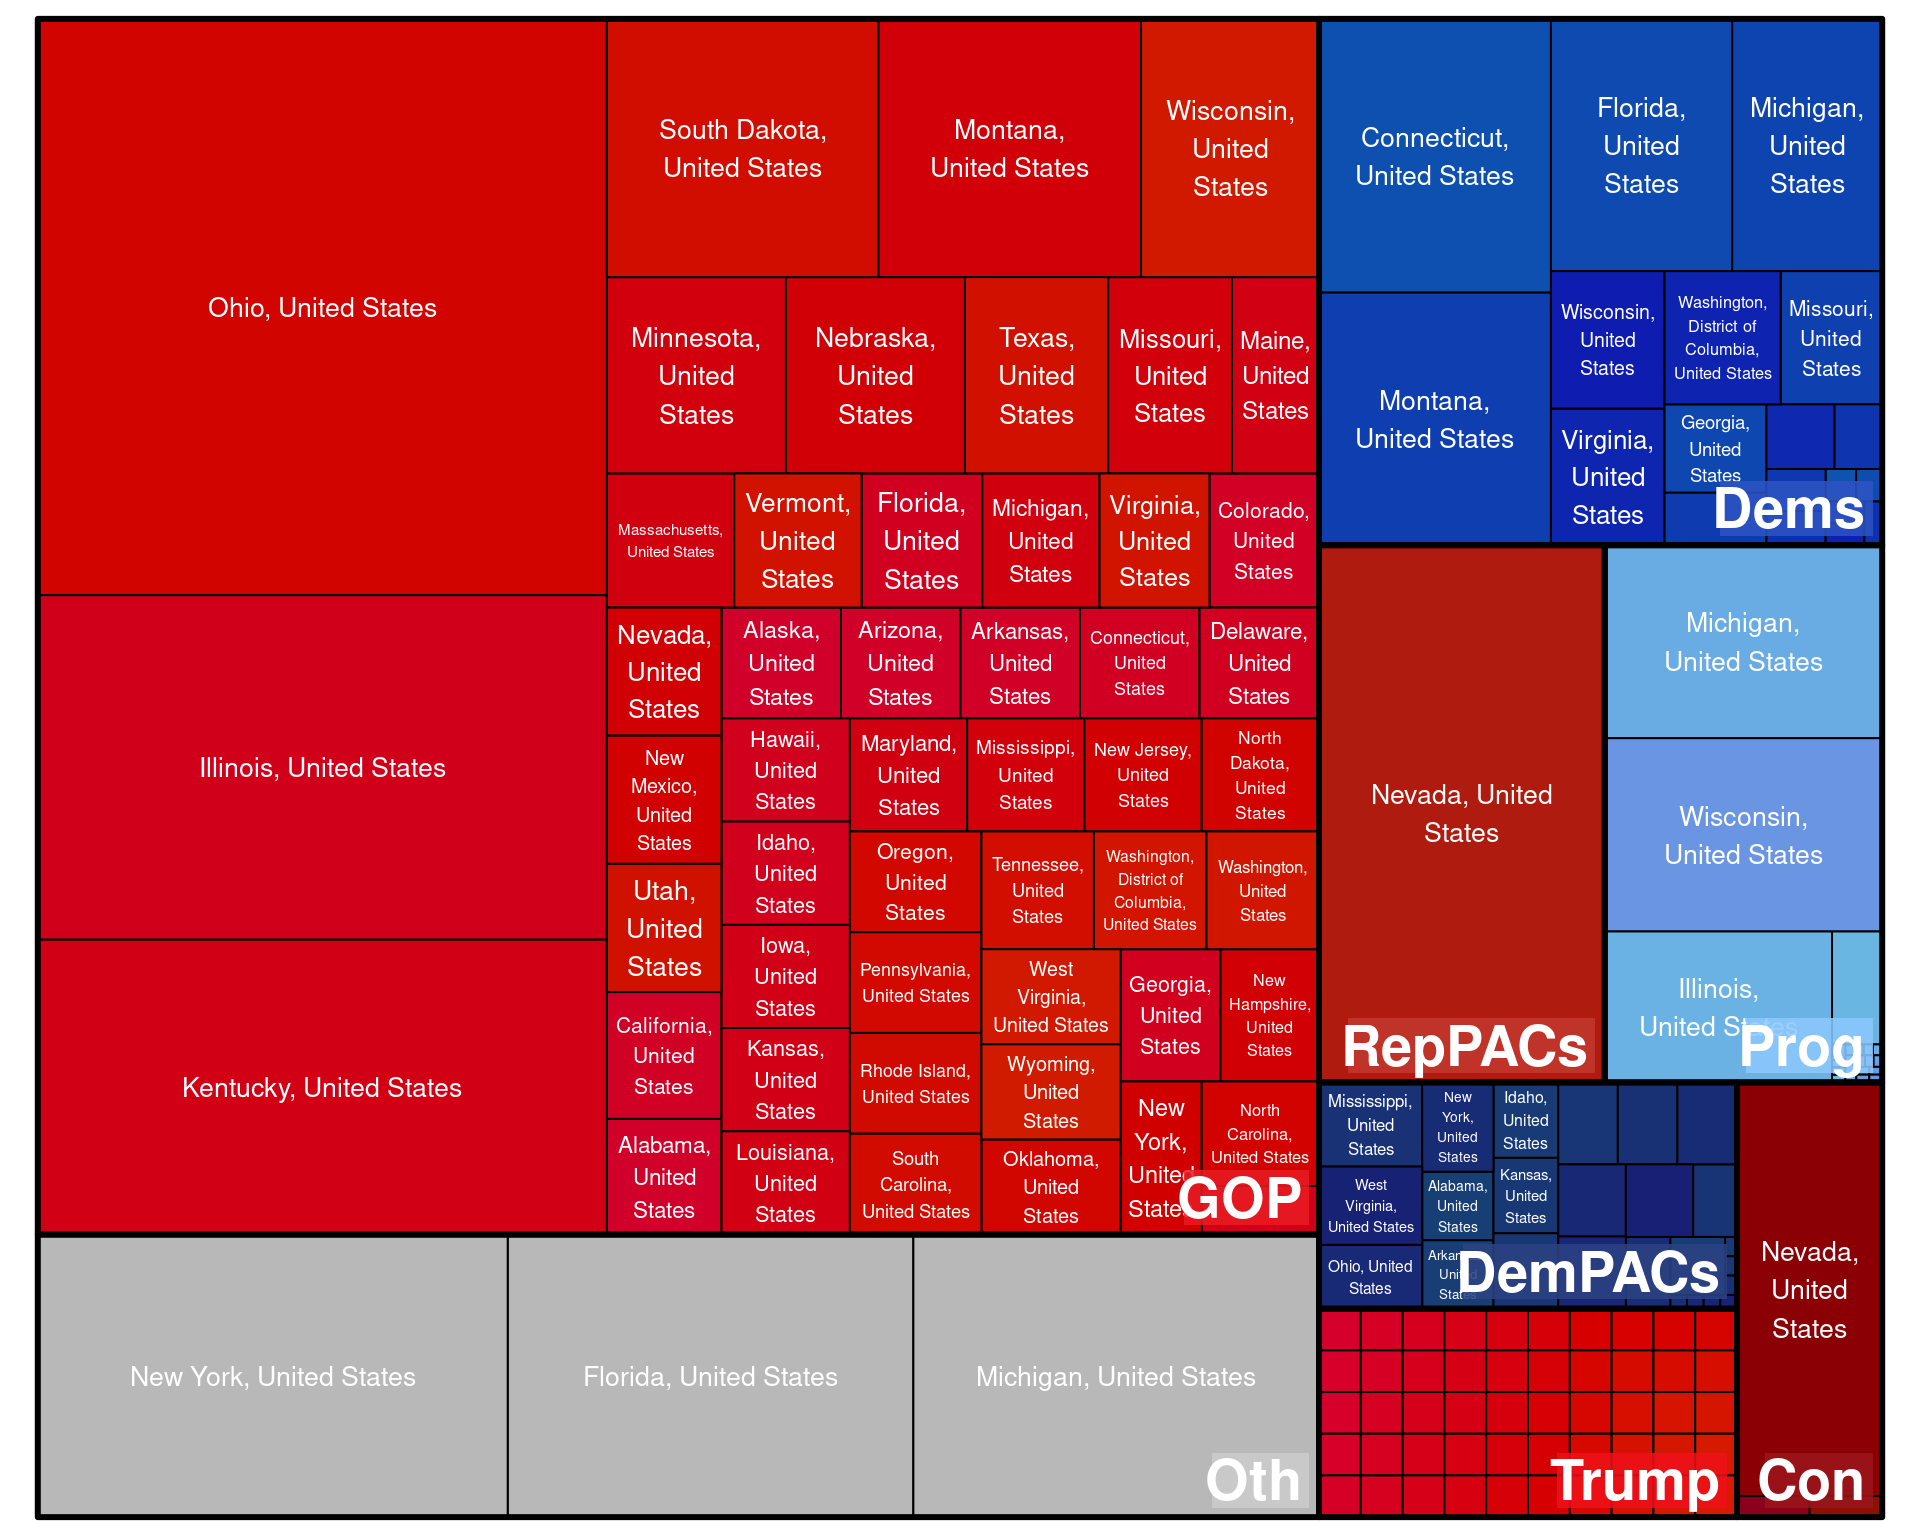 Ohio, United States
Illinois, United States
Kentucky, United States
South Dakota,
United States
Montana,
United States
Wisconsin,
United
States
Minnesota,
United
States
Nebraska,
United
States
Texas,
United
States
Missouri,
United
States
Maine,
United
States
Massachusetts,
United States
Vermont,
United
States
Florida,
United
States
Michigan,
United
States
Virginia,
United
States
Colorado,
United
States
Nevada,
United
States
New
Mexico,
United
States
Utah,
United
States
California,
United
States
Alabama,
United
States
Alaska,
United
States
Arizona,
United
States
Arkansas,
United
States
Connecticut,
United
States
Delaware,
United
States
Hawaii,
United
States
Idaho,
United
States
Iowa,
United
States
Kansas,
United
States
Louisiana,
United
States
Maryland,
United
States
Mississippi,
United
States
New Jersey,
United
States
North
Dakota,
United
States
Oregon,
United
States
Pennsylvania,
United States
Rhode Island,
United States
South
Carolina,
United States
Tennessee,
United
States
Washington,
District of
Columbia,
United States
Washington,
United
States
West
Virginia,
United States
Wyoming,
United
States
Oklahoma,
United
States
Georgia,
United
States
New
Hampshire,
United
States
New
York,
United
States
North
Carolina,
United States
GOP
New York, United States
Florida, United States
Michigan, United States
Oth
Connecticut,
United States
Montana,
United States
Florida,
United
States
Michigan,
United
States
Wisconsin,
United
States
Washington,
District of
Columbia,
United States
Missouri,
United
States
Virginia,
United
States
Georgia,
United
States
Dems
Nevada, United
States
RepPACs
Michigan,
United States
Wisconsin,
United States
Illinois,
United States
Prog
Mississippi,
United
States
West
Virginia,
United States
Ohio, United
States
New
York,
United
States
Alabama,
United
States
Arkansas,
United
States
Idaho,
United
States
Kansas,
United
States
DemPACs
Trump
Nevada,
United
States
Con